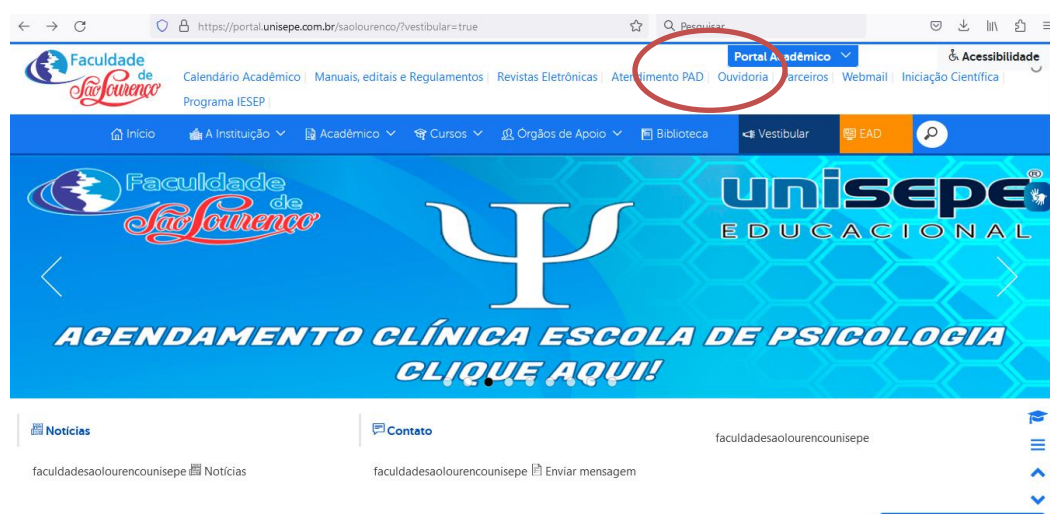 https://portal.unisepe.com.br/saolourenco/?vestibular=true
Pesquisar
Faculdade
de
São Lourenço
Portal Acadêmico
Acessibilidade
Calendário Acadêmico | Manuais, editais e Regulamentos | Revistas Eletrônicas | Atendimento PAD | Ouvidoria | Parceiros | Webmail | Iniciação Científica |
Programa IESEP |
Início A Instituição Acadêmico Cursos Órgãos de Apoio Biblioteca Vestibular EAD
Faculdade
de
São Lourenço
Ψ
unisepe®
EDUCACIONAL
AGENDAMENTO CLÍNICA ESCOLA DE PSICOLOGIA
CLIQUE AQUI!
Notícias
Contato
faculdadesaolourencounisepe
faculdadesaolourencounisepe Notícias
faculdadesaolourencounisepe Enviar mensagem